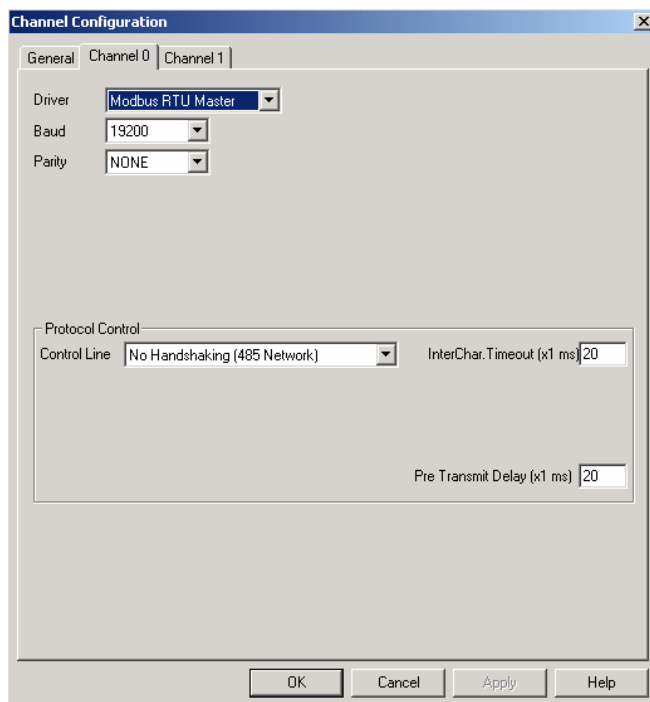 Channel Configuration
General Channel 0 Channel 1
Driver Modbus RTU Master
Baud 19200
Parity NONE
Protocol Control
Control Line No Handshaking (485 Network) InterChar.Timeout (x1 ms) 20
Pre Transmit Delay (x1 ms) 20
OK Cancel Apply Help